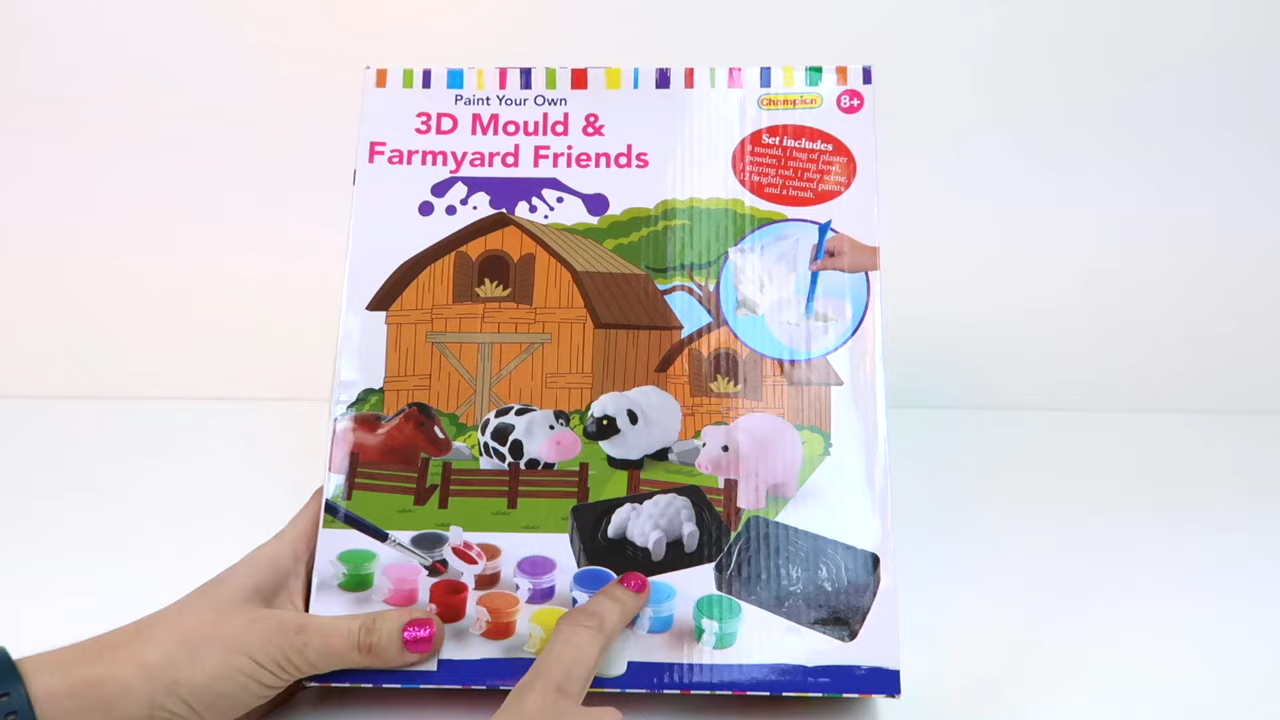 Paint Your Own
3D Mould &
Farmyard Friends
Champion
8+
Set includes
8 mould, 1 bag of plaster
powder, 1 mixing bowl,
1 stirring rod, 1 play scene,
12 brightly colored paints
and a brush.